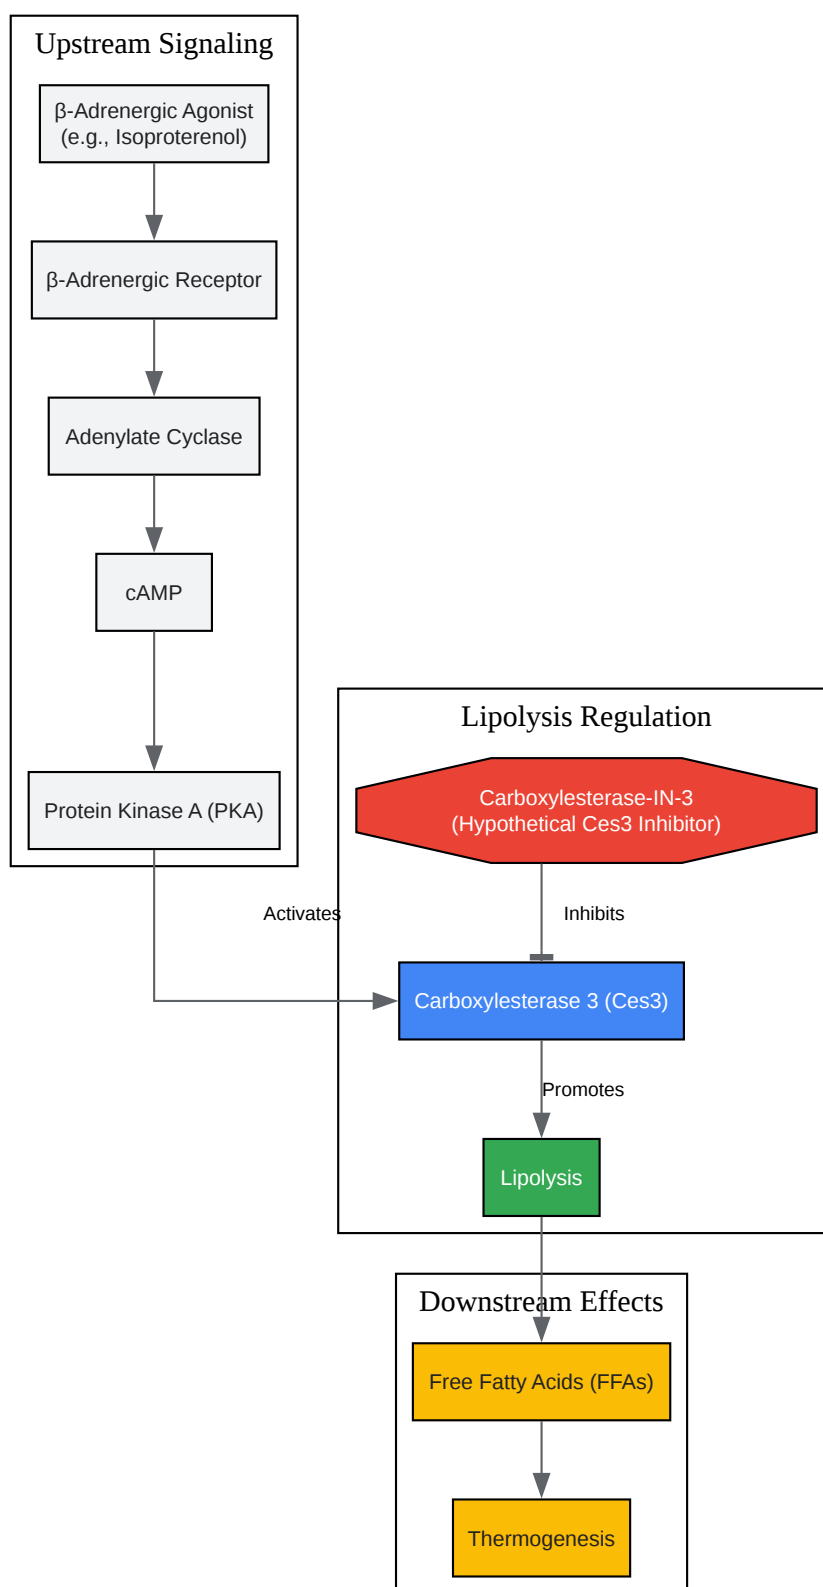 Upstream Signaling
β-Adrenergic Agonist
(e.g., Isoproterenol)
β-Adrenergic Receptor
Adenylate Cyclase
cAMP
Protein Kinase A (PKA)
Lipolysis Regulation
Carboxylesterase-IN-3
(Hypothetical Ces3 Inhibitor)
Activates
Inhibits
Carboxylesterase 3 (Ces3)
Promotes
Lipolysis
Downstream Effects
Free Fatty Acids (FFAs)
Thermogenesis